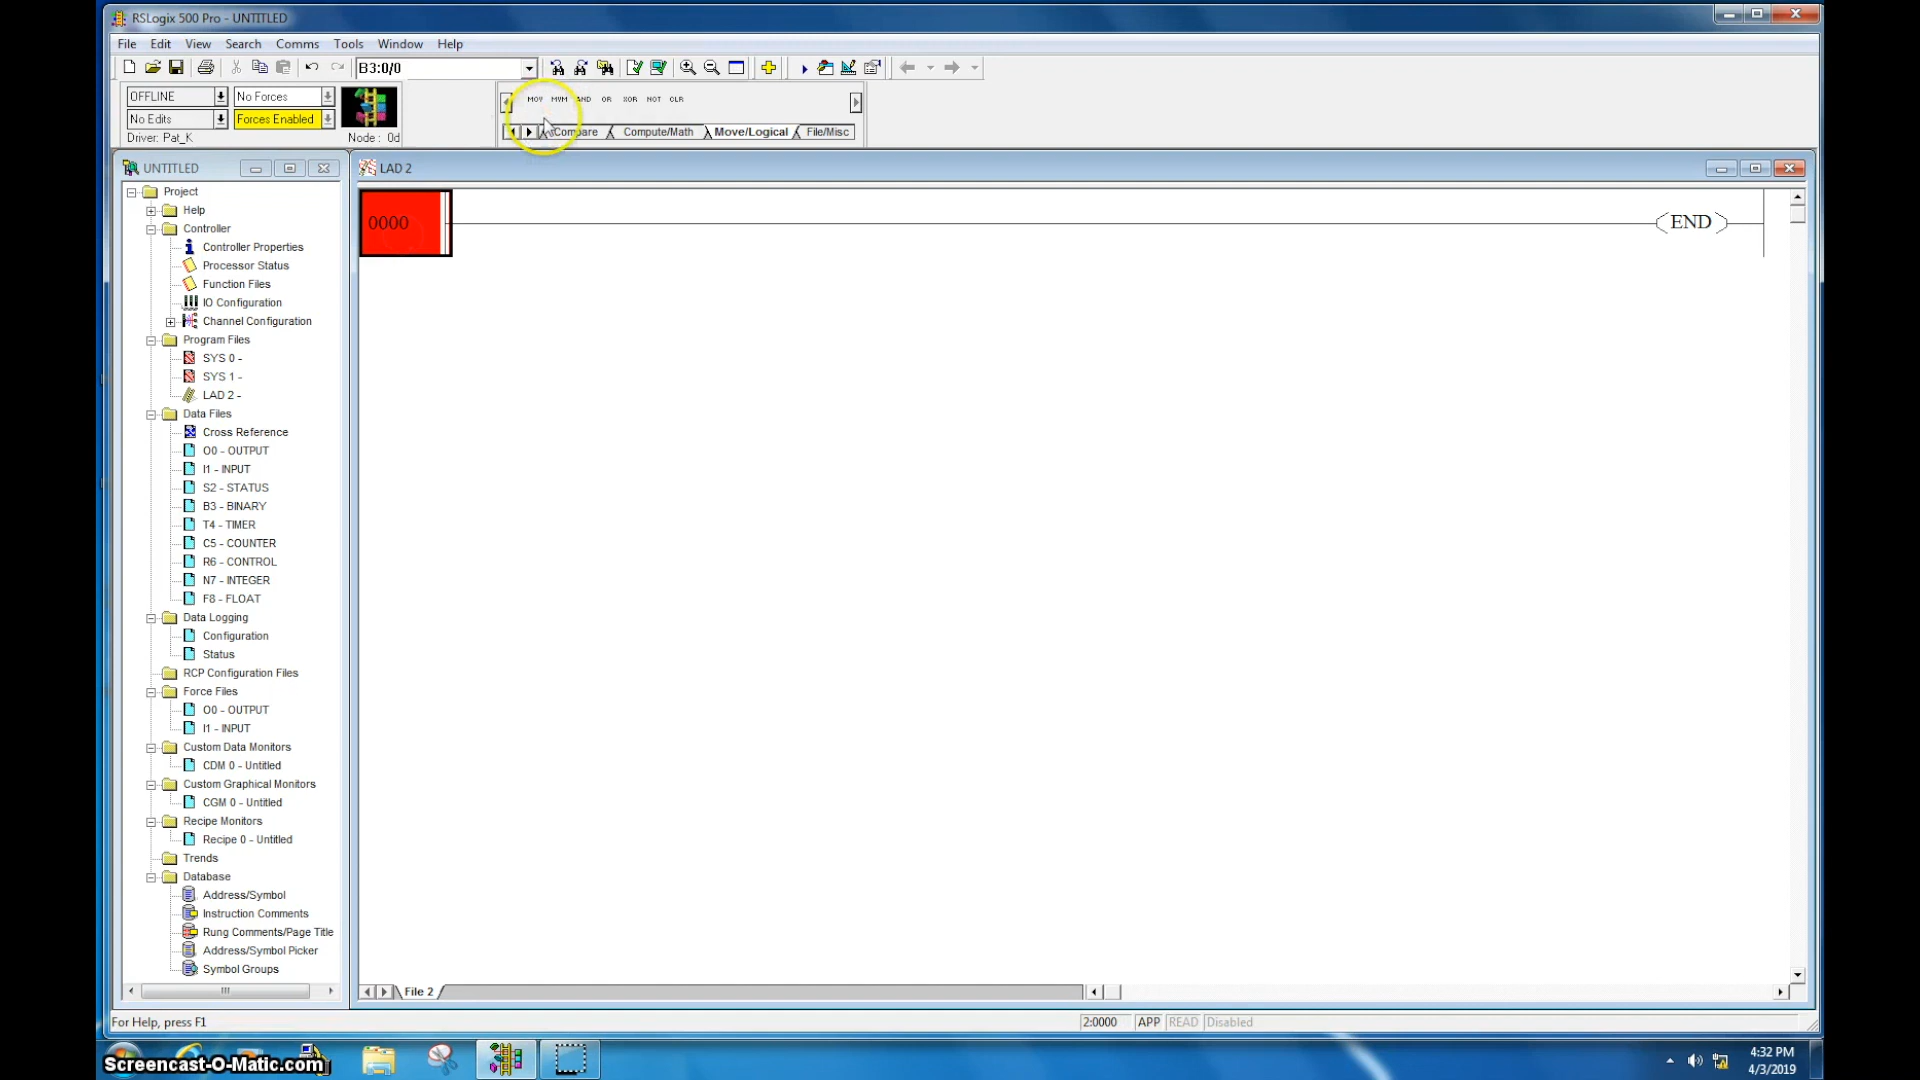 RSLogix 500 Pro - UNTITLED
File Edit View Search Comms Tools Window Help
B3:0/0
OFFLINE No Forces
No Edits Forces Enabled
Driver: Pat_K Node : 0d
MOV MVM AND OR XOR NOT CLR
Compare Compute/Math Move/Logical File/Misc
UNTITLED
Project
Help
Controller
Controller Properties
Processor Status
Function Files
IO Configuration
Channel Configuration
Program Files
SYS 0 -
SYS 1 -
LAD 2 -
Data Files
Cross Reference
O0 - OUTPUT
I1 - INPUT
S2 - STATUS
B3 - BINARY
T4 - TIMER
C5 - COUNTER
R6 - CONTROL
N7 - INTEGER
F8 - FLOAT
Data Logging
Configuration
Status
RCP Configuration Files
Force Files
O0 - OUTPUT
I1 - INPUT
Custom Data Monitors
CDM 0 - Untitled
Custom Graphical Monitors
CGM 0 - Untitled
Recipe Monitors
Recipe 0 - Untitled
Trends
Database
Address/Symbol
Instruction Comments
Rung Comments/Page Title
Address/Symbol Picker
Symbol Groups
LAD 2
0000 END
File 2
For Help, press F1 2:0000 APP READ Disabled
Screencast-O-Matic.com
4:32 PM
4/3/2019